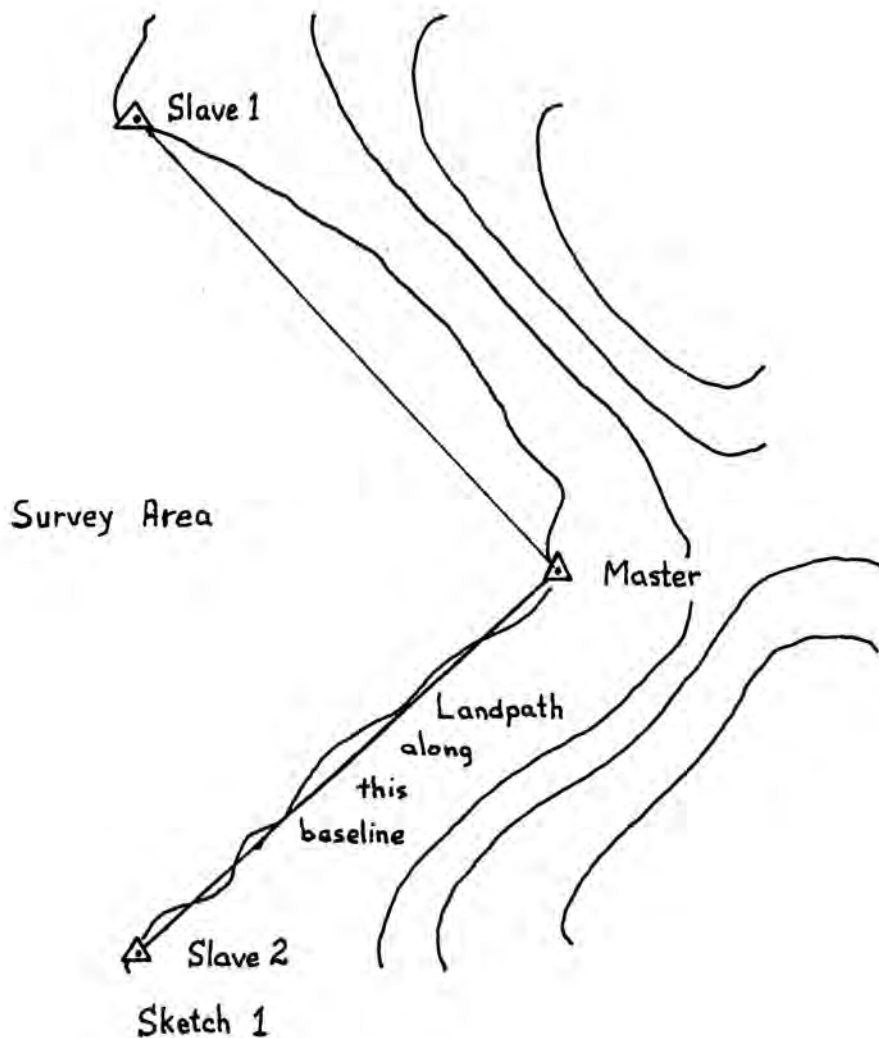 Slave 1
Survey Area
Master
Landpath
along
this
baseline
Slave 2
Sketch 1